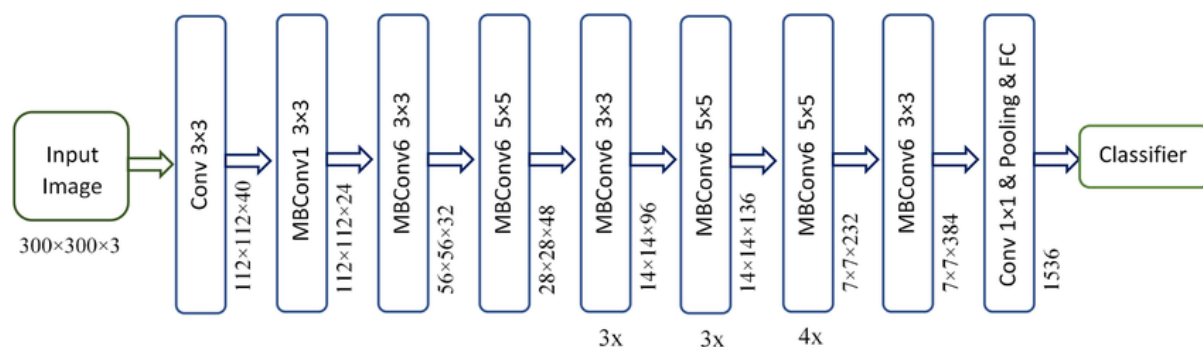 Input
Image
300×300×3
Conv 3×3
112×112×40
MBConv1 3×3
112×112×24
MBConv6 3×3
56×56×32
MBConv6 5×5
28×28×48
MBConv6 3×3
14×14×96
3x
MBConv6 5×5
14×14×136
3x
MBConv6 5×5
7×7×232
4x
MBConv6 3×3
7×7×384
Conv 1×1 & Pooling & FC
1536
Classifier